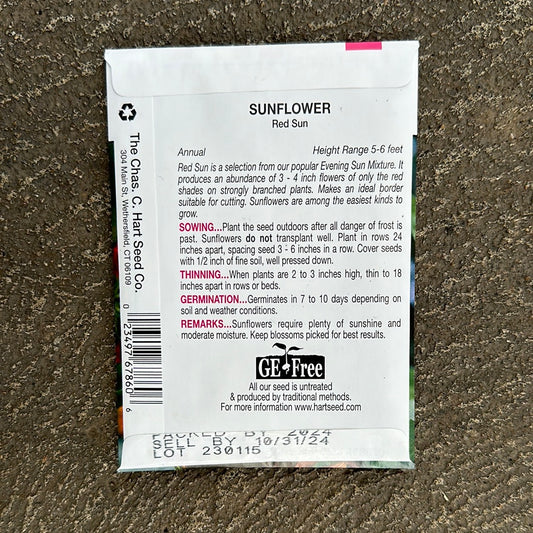 SUNFLOWER
Red Sun
Annual Height Range 5-6 feet
Red Sun is a selection from our popular Evening Sun Mixture. It
produces an abundance of 3 - 4 inch flowers of only the red
shades on strongly branched plants. Makes an ideal border
suitable for cutting. Sunflowers are among the easiest kinds to
grow.
SOWING...Plant the seed outdoors after all danger of frost is
past. Sunflowers do not transplant well. Plant in rows 24
inches apart, spacing seed 3 - 6 inches in a row. Cover seeds
with 1/2 inch of fine soil, well pressed down.
THINNING...When plants are 2 to 3 inches high, thin to 18
inches apart in rows or beds.
GERMINATION...Germinates in 7 to 10 days depending on
soil and weather conditions.
REMARKS...Sunflowers require plenty of sunshine and
moderate moisture. Keep blossoms picked for best results.
GE Free
All our seed is untreated
& produced by traditional methods.
For more information www.hartseed.com
PACKED BY 2024
SELL BY 10/31/24
LOT 230115
The Chas. C. Hart Seed Co.
304 Main St. Wethersfield, CT 06109
0 23497 67860 6